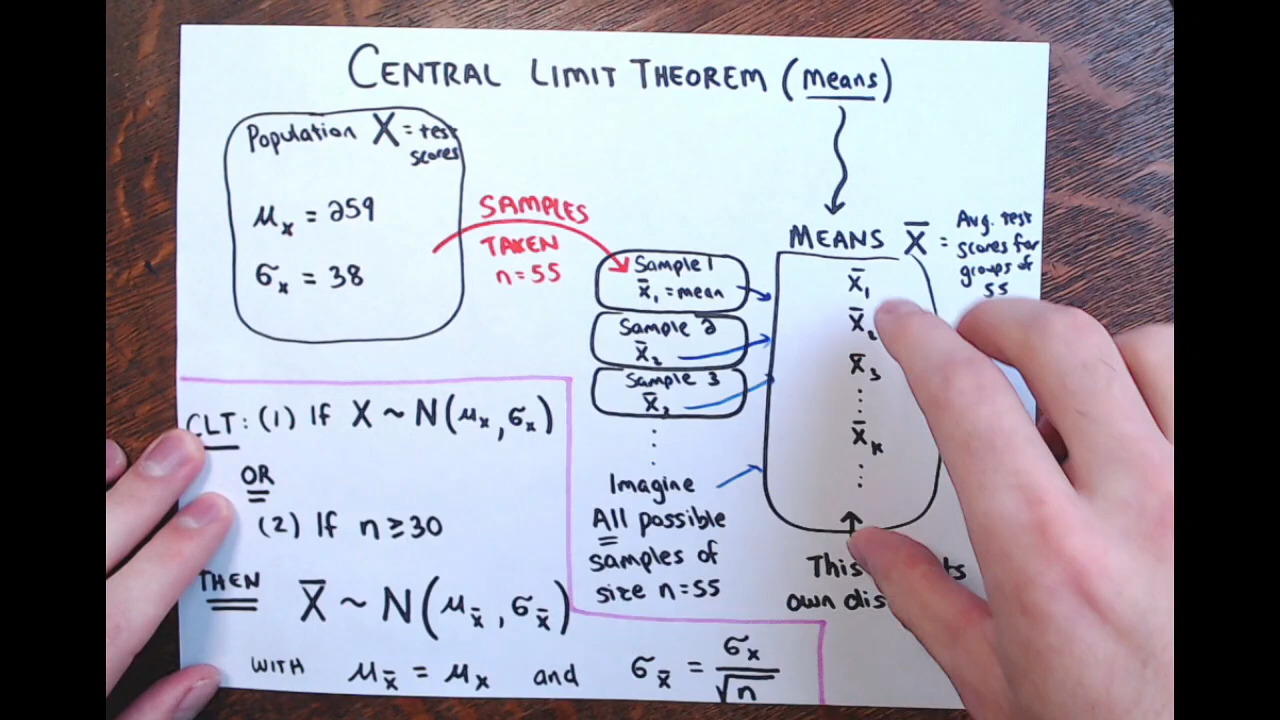 CENTRAL LIMIT THEOREM (means)
Population X = test
scores
μx = 259
σx = 38
SAMPLES
TAKEN
n=55
Sample 1
x̄₁ = mean
Sample 2
x̄₂
Sample 3
x̄₃
Imagine
All possible
samples of
size n=55
MEANS X̄ = Avg. test
scores for
groups of
55
x̄₁
x̄₂
x̄₃
x̄ₖ
This
own
CLT: (1) If X ~ N(μx, σx)
OR
(2) If n ≥ 30
THEN X̄ ~ N(μx̄, σx̄)
WITH μx̄ = μx and σx̄ = σx/√n